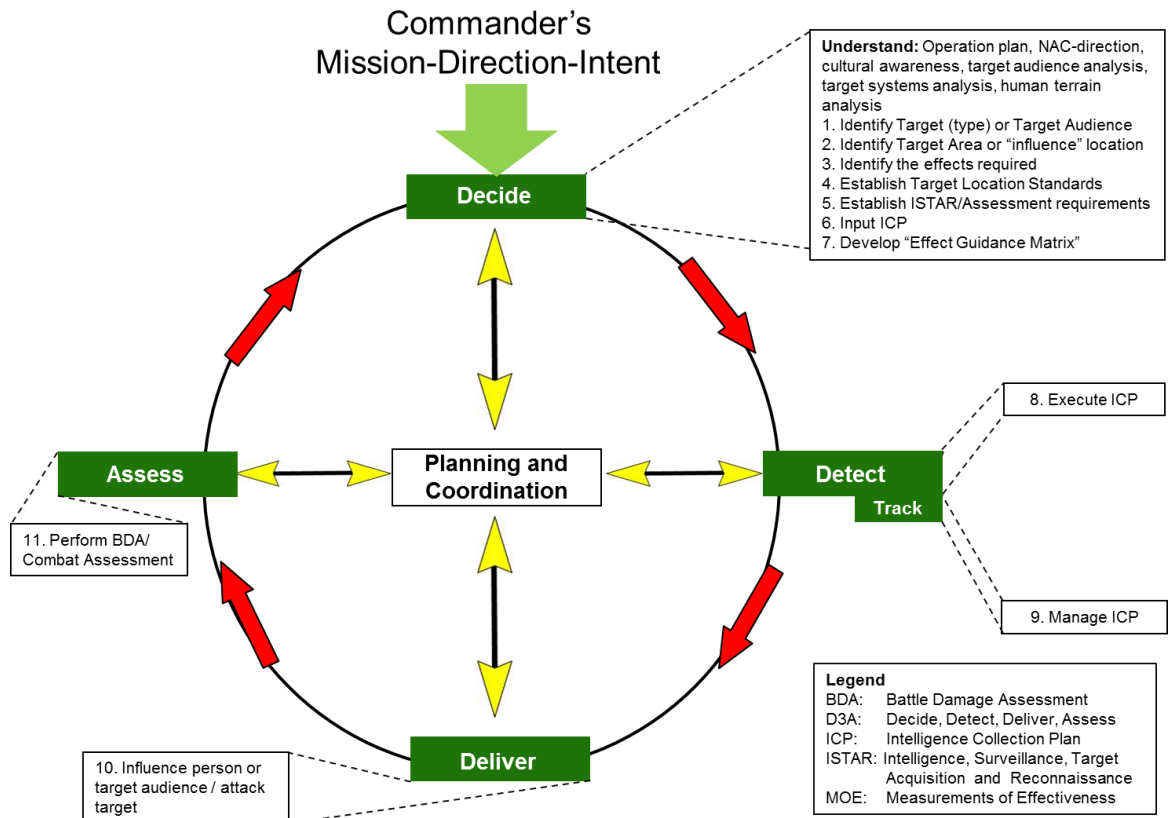 Commander’s
Mission-Direction-Intent
Understand: Operation plan, NAC-direction,
cultural awareness, target audience analysis,
target systems analysis, human terrain
analysis
1. Identify Target (type) or Target Audience
2. Identify Target Area or “influence” location
3. Identify the effects required
4. Establish Target Location Standards
5. Establish ISTAR/Assessment requirements
6. Input ICP
7. Develop “Effect Guidance Matrix”
Decide
8. Execute ICP
Assess
Planning and
Coordination
Detect
Track
11. Perform BDA/
Combat Assessment
9. Manage ICP
Deliver
10. Influence person or
target audience / attack
target
Legend
BDA: Battle Damage Assessment
D3A: Decide, Detect, Deliver, Assess
ICP: Intelligence Collection Plan
ISTAR: Intelligence, Surveillance, Target
Acquisition and Reconnaissance
MOE: Measurements of Effectiveness